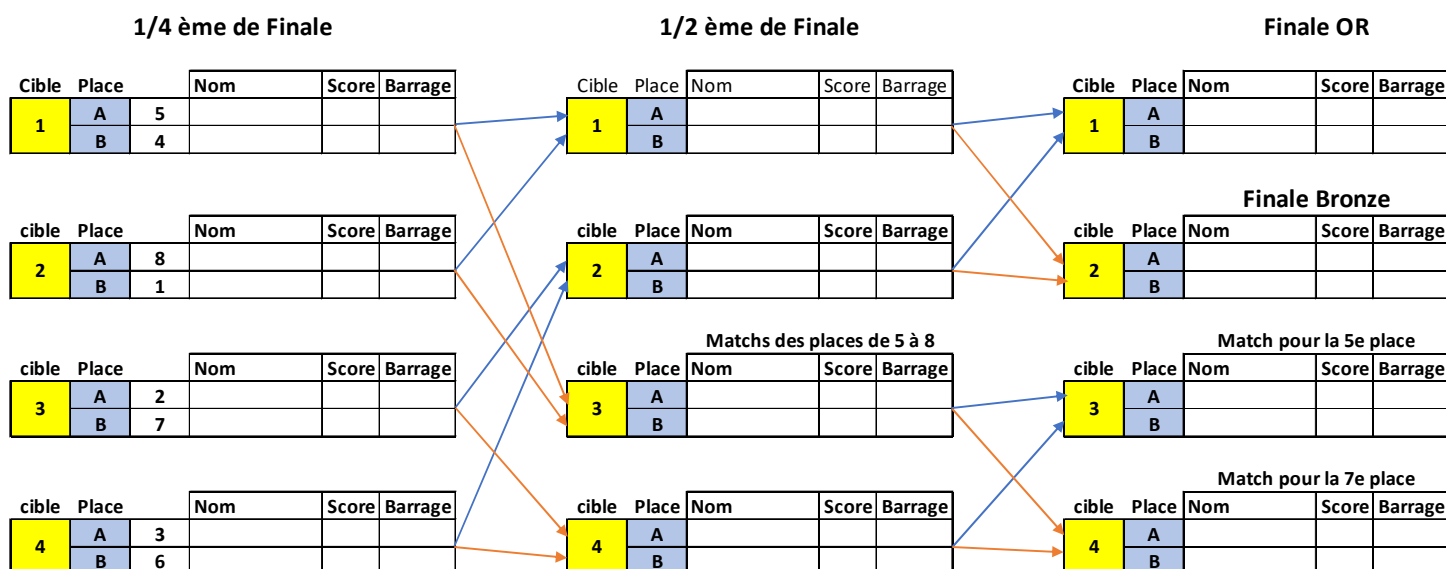 1/4 ème de Finale 1/2 ème de Finale Finale OR
Cible Place Nom Score Barrage Cible Place Nom Score Barrage Cible Place Nom Score Barrage
1 A 5 1 A 1 A
B 4 B B
Finale Bronze
cible Place Nom Score Barrage cible Place Nom Score Barrage cible Place Nom Score Barrage
2 A 8 2 A 2 A
B 1 B B
Matchs des places de 5 à 8 Match pour la 5e place
cible Place Nom Score Barrage cible Place Nom Score Barrage cible Place Nom Score Barrage
3 A 2 3 A 3 A
B 7 B B
Match pour la 7e place
cible Place Nom Score Barrage cible Place Nom Score Barrage cible Place Nom Score Barrage
4 A 3 4 A 4 A
B 6 B B